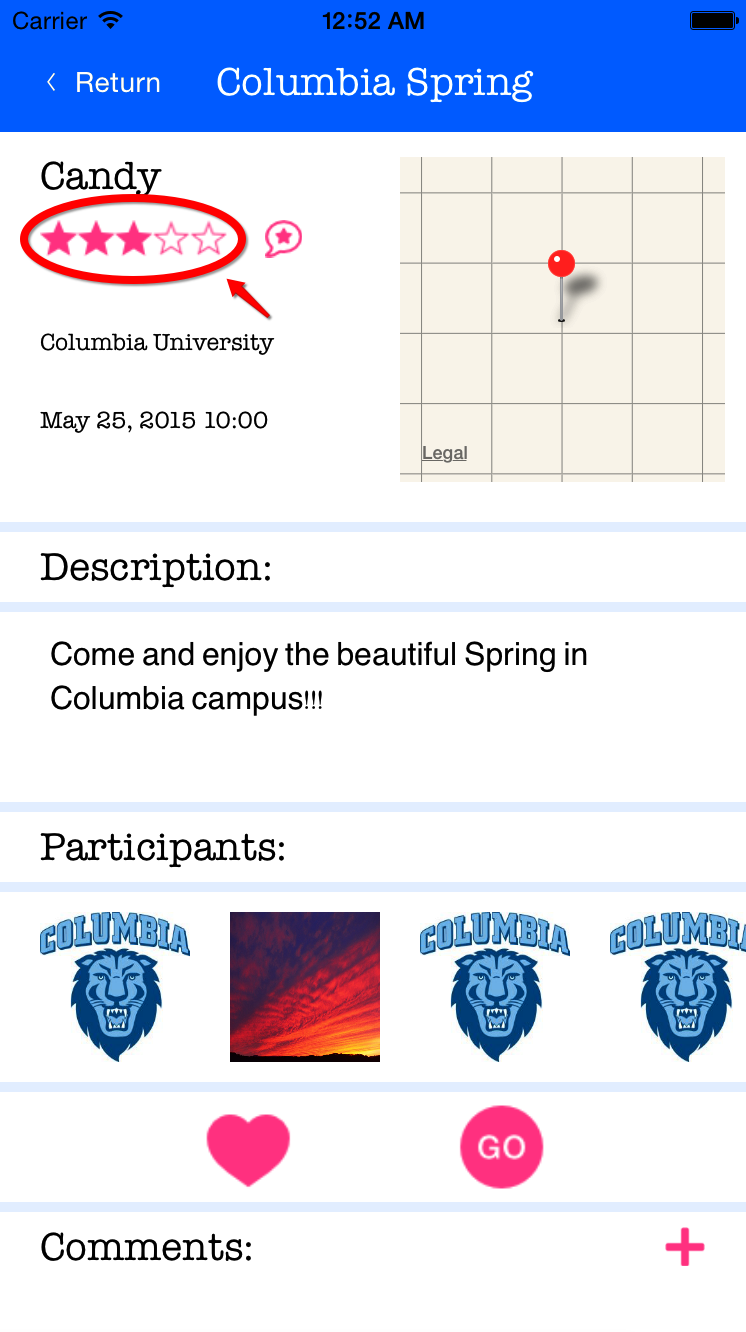 Carrier 12:52 AM
Return Columbia Spring
Candy
Columbia University
May 25, 2015 10:00
Legal
Description:
Come and enjoy the beautiful Spring in
Columbia campus!!!
Participants:
COLUMBIA COLUMBIA COLUMBIA
GO
Comments: